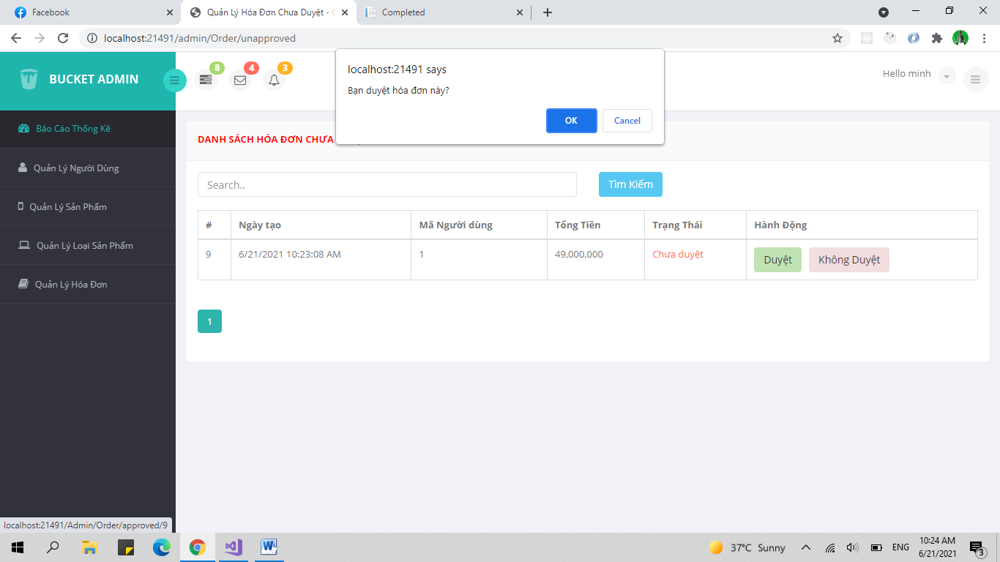 Facebook
Quản Lý Hóa Đơn Chưa Duyệt -
Completed
localhost:21491/admin/Order/unapproved
BUCKET ADMIN
8
4
3
localhost:21491 says
Bạn duyệt hóa đơn này?
OK
Cancel
Hello minh
Báo Cáo Thống Kê
Quản Lý Người Dùng
Quản Lý Sản Phẩm
Quản Lý Loại Sản Phẩm
Quản Lý Hóa Đơn
DANH SÁCH HÓA ĐƠN CHƯA
Search..
Tìm Kiếm
# Ngày tạo Mã Người dùng Tổng Tiền Trạng Thái Hành Động
9 6/21/2021 10:23:08 AM 1 49,000,000 Chưa duyệt Duyệt Không Duyệt
1
localhost:21491/Admin/Order/approved/9
37°C Sunny
ENG
10:24 AM
6/21/2021
3